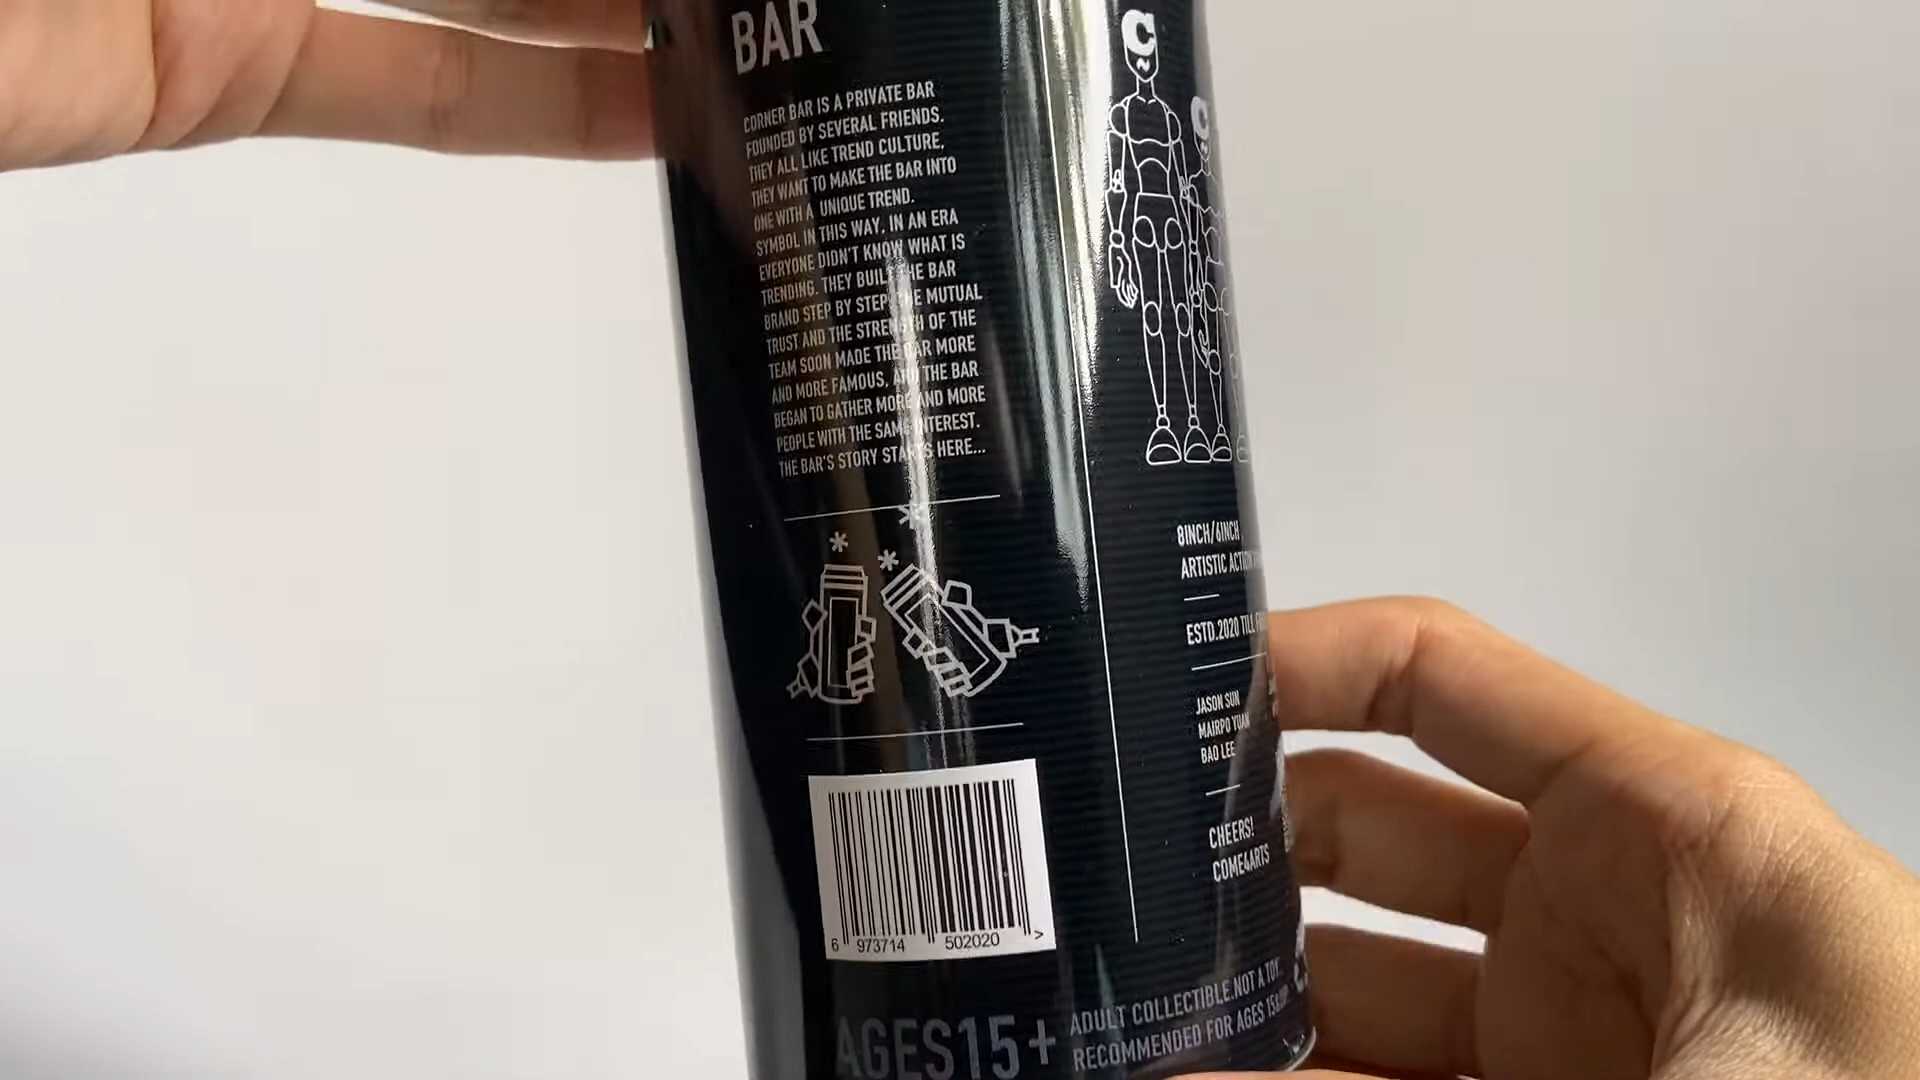 BAR
CORNER BAR IS A PRIVATE BAR
FOUNDED BY SEVERAL FRIENDS.
THEY ALL LIKE TREND CULTURE,
THEY WANT TO MAKE THE BAR INTO
ONE WITH A UNIQUE TREND.
SYMBOL IN THIS WAY, IN AN ERA
EVERYONE DIDN'T KNOW WHAT IS
TRENDING. THEY BUILT THE BAR
BRAND STEP BY STEP. THE MUTUAL
TRUST AND THE STRENGTH OF THE
TEAM SOON MADE THE BAR MORE
AND MORE FAMOUS, AND THE BAR
BEGAN TO GATHER MORE AND MORE
PEOPLE WITH THE SAME INTEREST.
THE BAR'S STORY STARTS HERE...
6 973714 502020 >
AGES15+
C
C
8INCH/6INCH
ARTISTIC ACTION
ESTD.2020 TILL
JASON SUN
MAIRPO YUAN
BAO LEE
CHEERS!
COME4ARTS
ADULT COLLECTIBLE.NOT A TOY.
RECOMMENDED FOR AGES 15&UP.